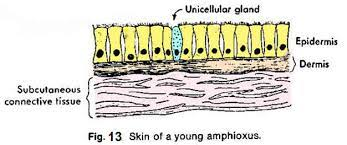 Unicellular gland
Epidermis
Dermis
Subcutaneous
connective tissue
Fig. 13 Skin of a young amphioxus.